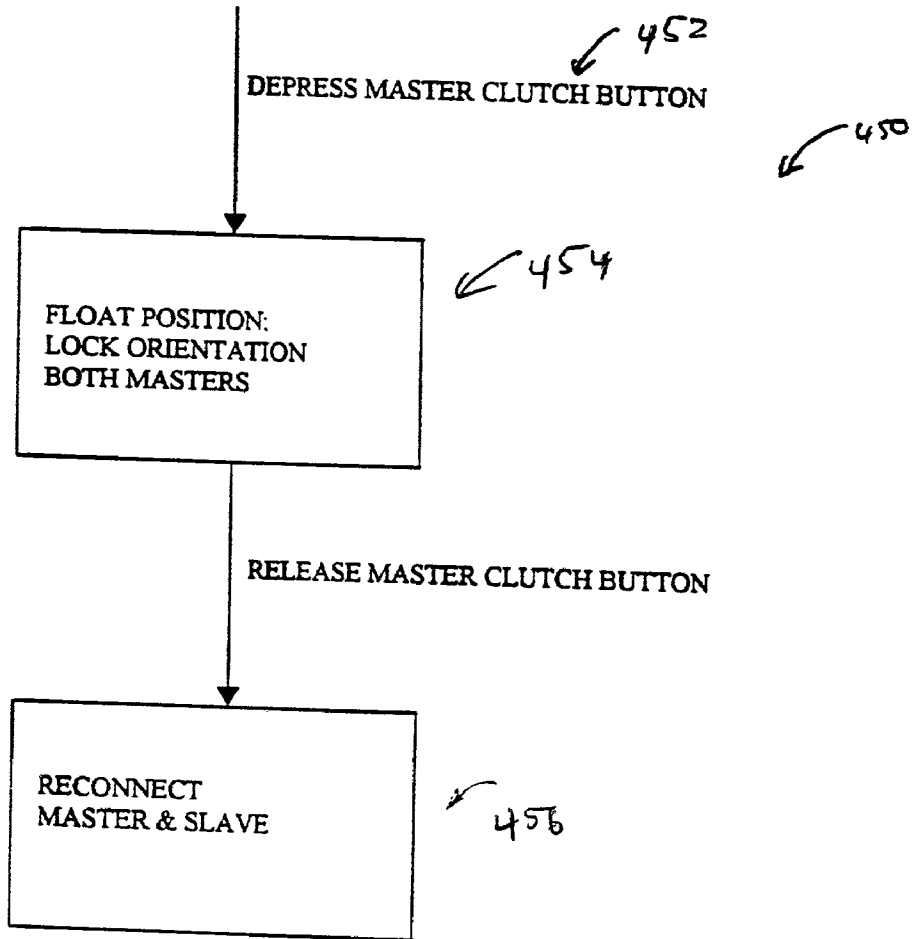 452
DEPRESS MASTER CLUTCH BUTTON
450
454
FLOAT POSITION:
LOCK ORIENTATION
BOTH MASTERS
RELEASE MASTER CLUTCH BUTTON
RECONNECT
MASTER & SLAVE
456